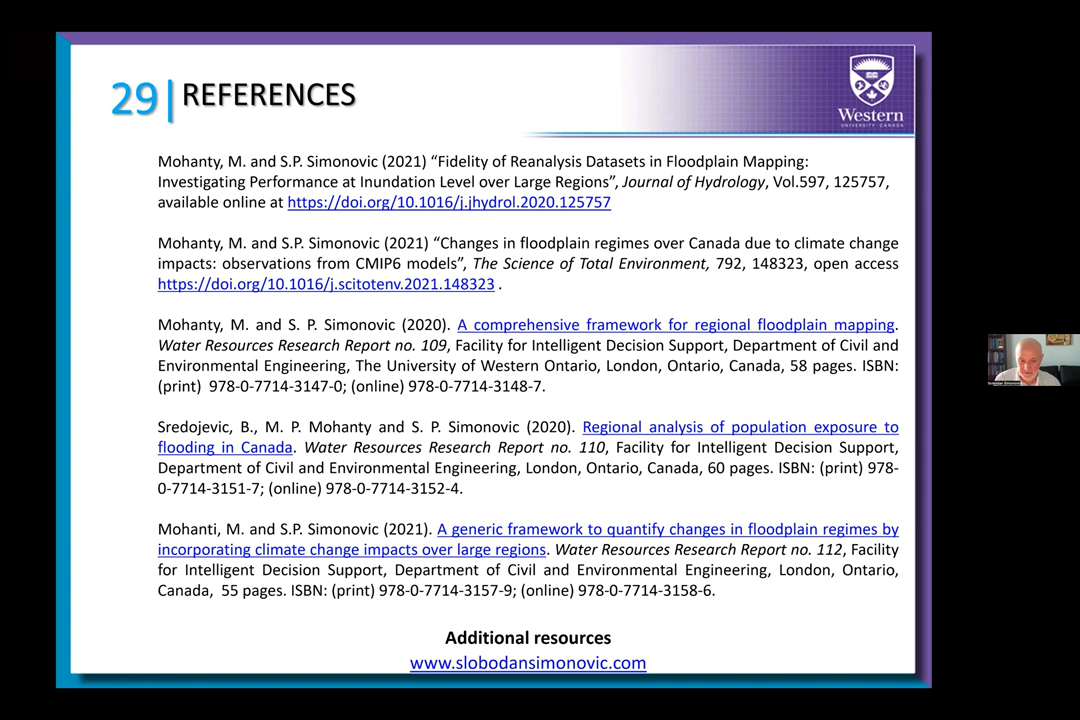 29| REFERENCES
Western
UNIVERSITY · CANADA
Mohanty, M. and S.P. Simonovic (2021) “Fidelity of Reanalysis Datasets in Floodplain Mapping:
Investigating Performance at Inundation Level over Large Regions”, Journal of Hydrology, Vol.597, 125757,
available online at https://doi.org/10.1016/j.jhydrol.2020.125757
Mohanty, M. and S.P. Simonovic (2021) “Changes in floodplain regimes over Canada due to climate change
impacts: observations from CMIP6 models”, The Science of Total Environment, 792, 148323, open access
https://doi.org/10.1016/j.scitotenv.2021.148323 .
Mohanty, M. and S. P. Simonovic (2020). A comprehensive framework for regional floodplain mapping.
Water Resources Research Report no. 109, Facility for Intelligent Decision Support, Department of Civil and
Environmental Engineering, The University of Western Ontario, London, Ontario, Canada, 58 pages. ISBN:
(print) 978-0-7714-3147-0; (online) 978-0-7714-3148-7.
Sredojevic, B., M. P. Mohanty and S. P. Simonovic (2020). Regional analysis of population exposure to
flooding in Canada. Water Resources Research Report no. 110, Facility for Intelligent Decision Support,
Department of Civil and Environmental Engineering, London, Ontario, Canada, 60 pages. ISBN: (print) 978-
0-7714-3151-7; (online) 978-0-7714-3152-4.
Mohanti, M. and S.P. Simonovic (2021). A generic framework to quantify changes in floodplain regimes by
incorporating climate change impacts over large regions. Water Resources Research Report no. 112, Facility
for Intelligent Decision Support, Department of Civil and Environmental Engineering, London, Ontario,
Canada, 55 pages. ISBN: (print) 978-0-7714-3157-9; (online) 978-0-7714-3158-6.
Additional resources
www.slobodansimonovic.com
Slobodan Simonovic